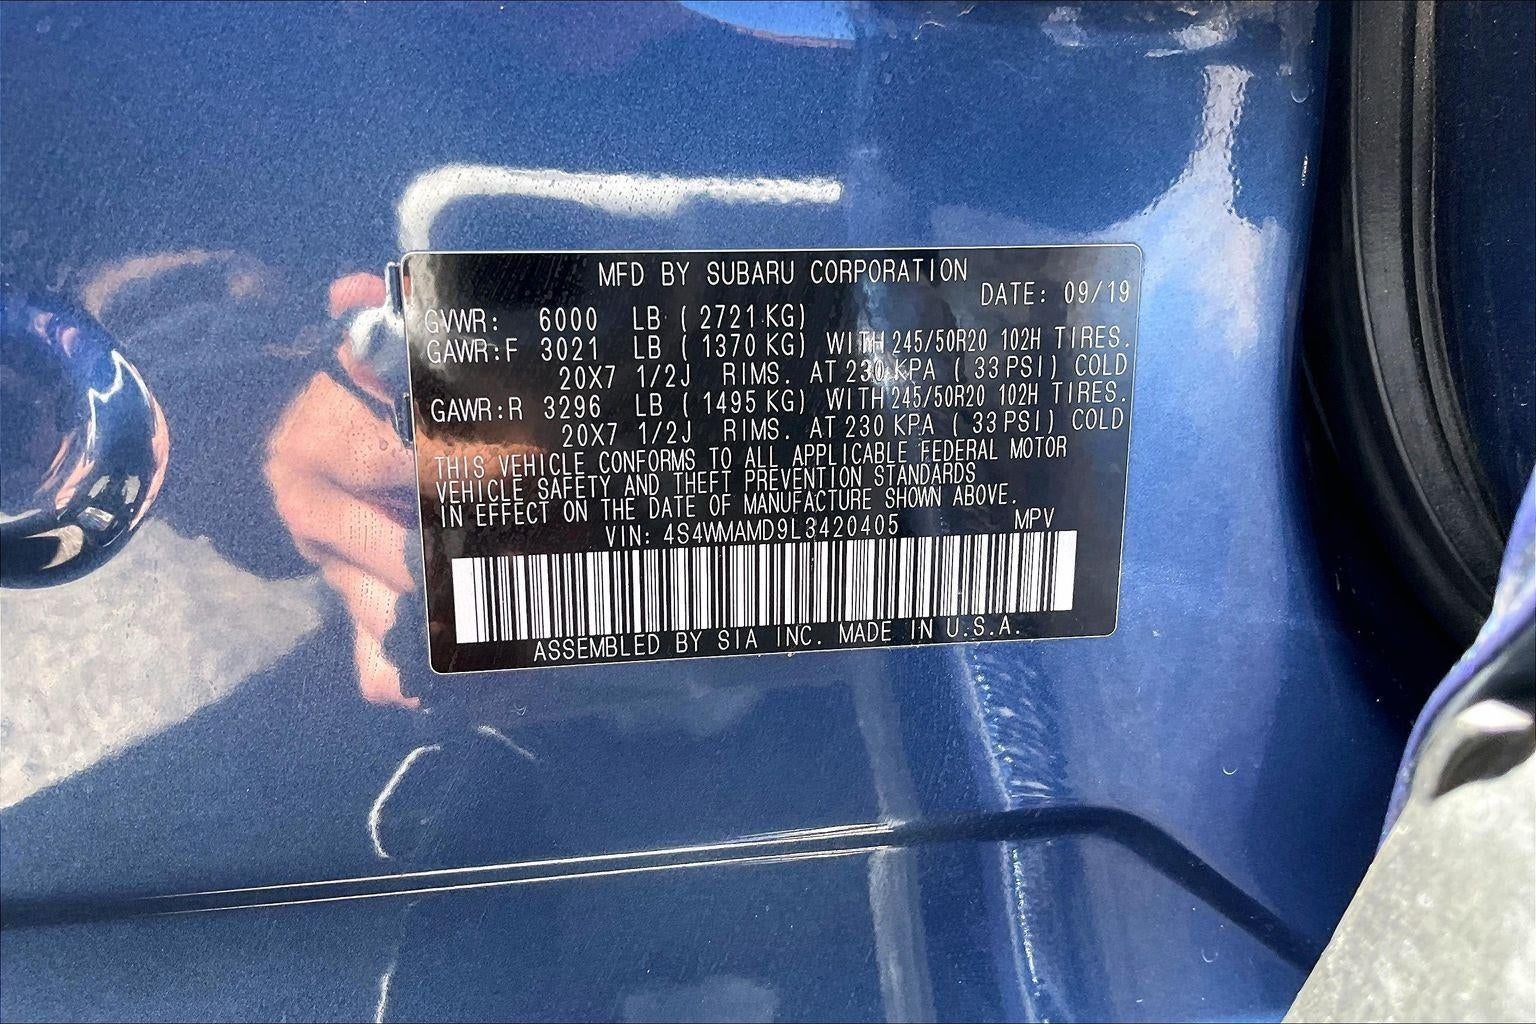 MFD BY SUBARU CORPORATION
DATE: 09/19
GVWR: 6000 LB ( 2721 KG)
GAWR:F 3021 LB ( 1370 KG) WITH 245/50R20 102H TIRES.
20X7 1/2J RIMS. AT 230 KPA ( 33 PSI) COLD
GAWR:R 3296 LB ( 1495 KG) WITH 245/50R20 102H TIRES.
20X7 1/2J RIMS. AT 230 KPA ( 33 PSI) COLD
THIS VEHICLE CONFORMS TO ALL APPLICABLE FEDERAL MOTOR
VEHICLE SAFETY AND THEFT PREVENTION STANDARDS
IN EFFECT ON THE DATE OF MANUFACTURE SHOWN ABOVE.
VIN: 4S4WMAMD9L3420405 MPV
ASSEMBLED BY SIA INC. MADE IN U.S.A.